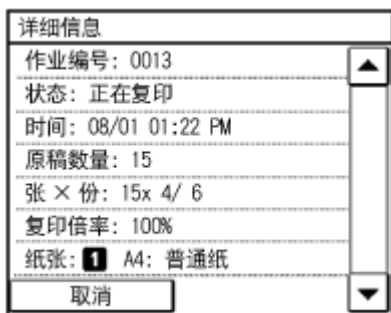 详细信息
作业编号: 0013
状态: 正在复印
时间: 08/01 01:22 PM
原稿数量: 15
张 × 份: 15x 4/ 6
复印倍率: 100%
纸张: 1 A4: 普通纸
取消